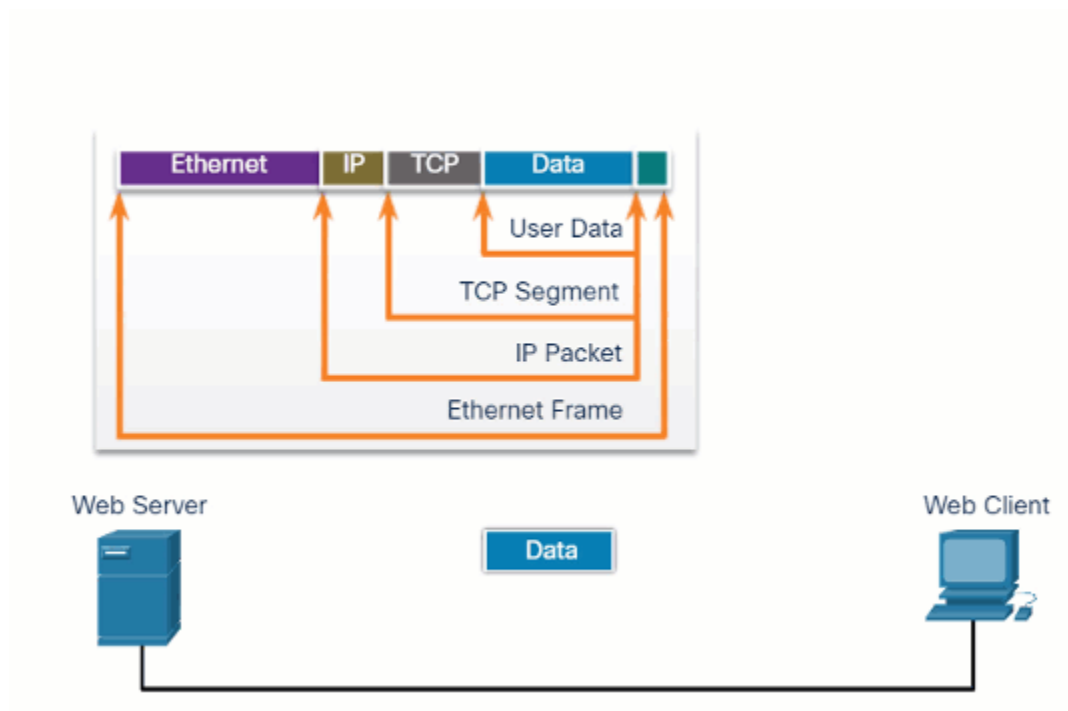 Ethernet IP TCP Data
User Data
TCP Segment
IP Packet
Ethernet Frame
Web Server
Web Client
Data